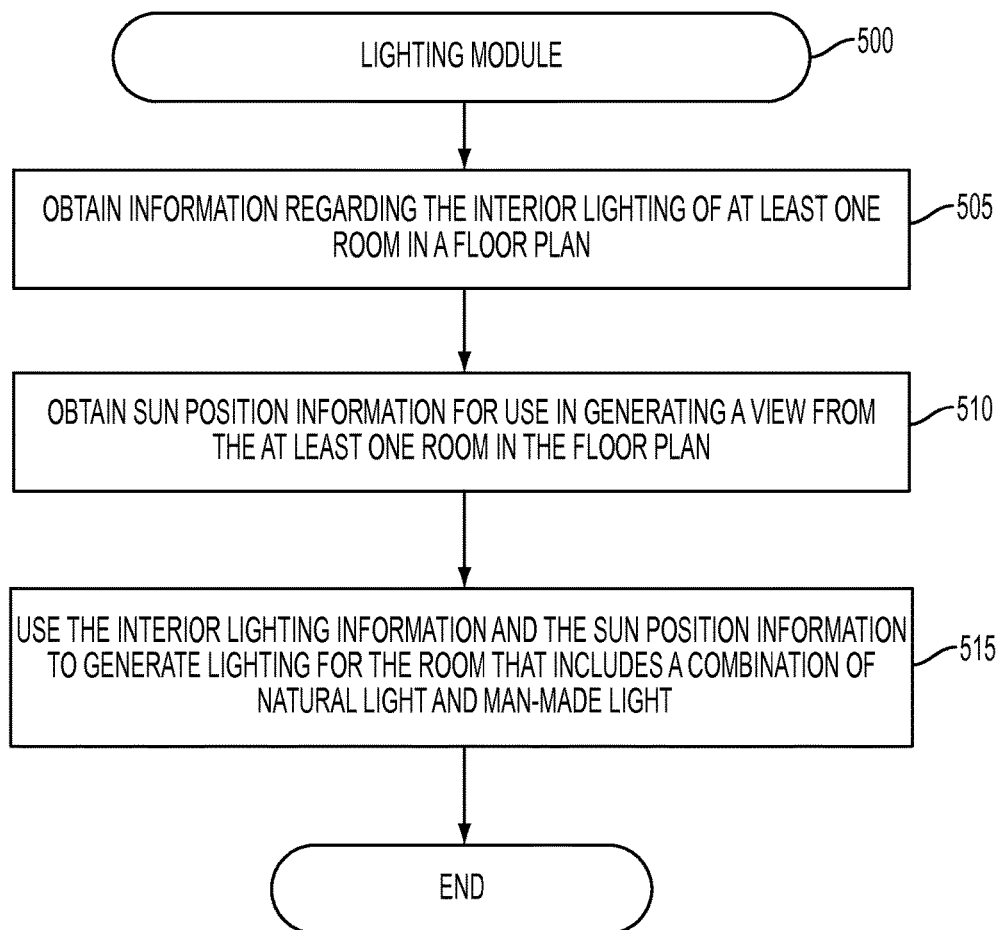 LIGHTING MODULE
500
OBTAIN INFORMATION REGARDING THE INTERIOR LIGHTING OF AT LEAST ONE
ROOM IN A FLOOR PLAN
505
OBTAIN SUN POSITION INFORMATION FOR USE IN GENERATING A VIEW FROM
THE AT LEAST ONE ROOM IN THE FLOOR PLAN
510
USE THE INTERIOR LIGHTING INFORMATION AND THE SUN POSITION INFORMATION
TO GENERATE LIGHTING FOR THE ROOM THAT INCLUDES A COMBINATION OF
NATURAL LIGHT AND MAN-MADE LIGHT
515
END